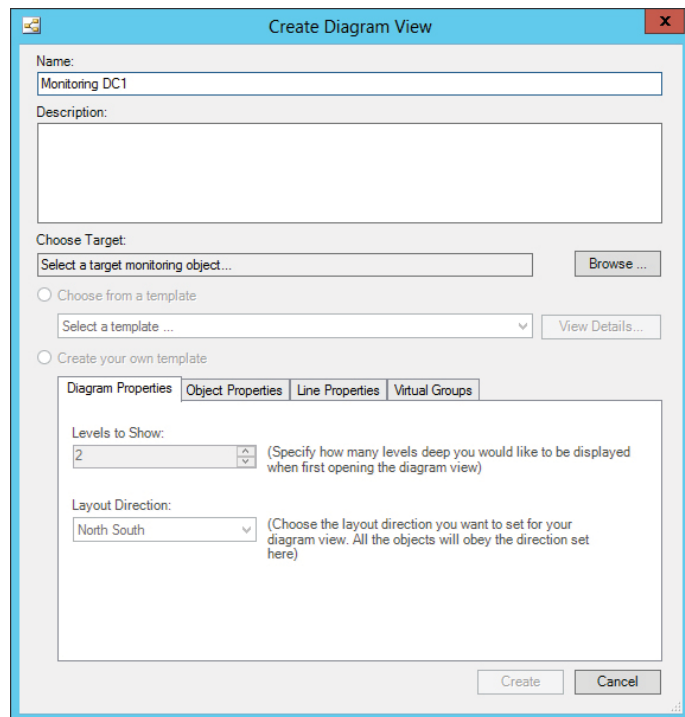 Create Diagram View
x
Name:
Monitoring DC1
Description:
Choose Target:
Select a target monitoring object...
Browse ...
Choose from a template
Select a template ...
View Details...
Create your own template
Diagram Properties
Object Properties
Line Properties
Virtual Groups
Levels to Show:
2
(Specify how many levels deep you would like to be displayed
when first opening the diagram view)
Layout Direction:
North South
(Choose the layout direction you want to set for your
diagram view. All the objects will obey the direction set
here)
Create
Cancel